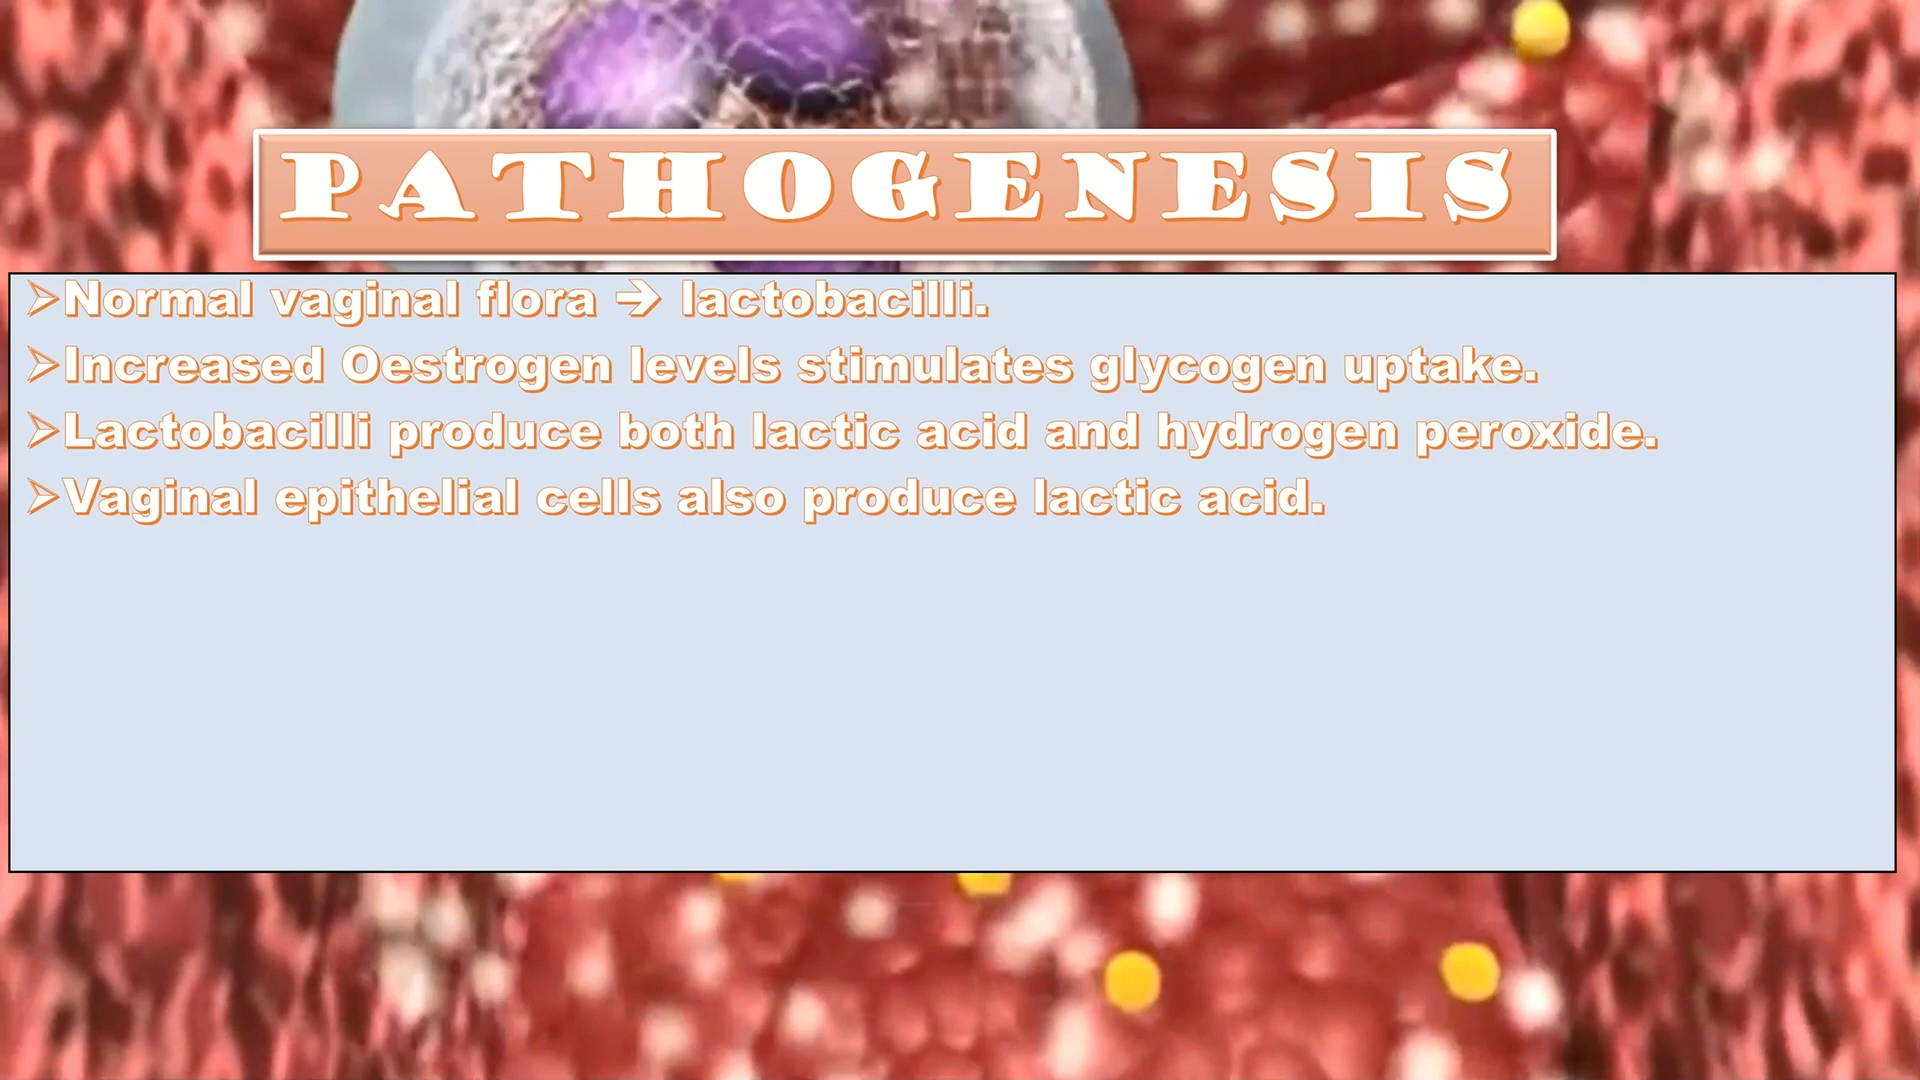 PATHOGENESIS
➢Normal vaginal flora → lactobacilli.
➢Increased Oestrogen levels stimulates glycogen uptake.
➢Lactobacilli produce both lactic acid and hydrogen peroxide.
➢Vaginal epithelial cells also produce lactic acid.